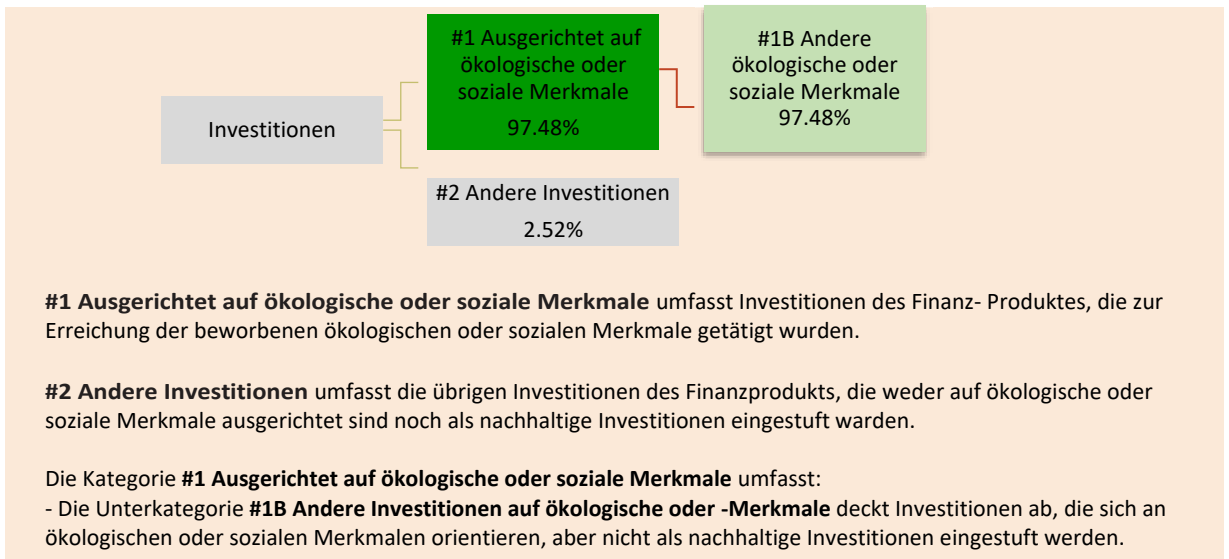 #1 Ausgerichtet auf
ökologische oder
soziale Merkmale
97.48%
#1B Andere
ökologische oder
soziale Merkmale
97.48%
Investitionen
#2 Andere Investitionen
2.52%
#1 Ausgerichtet auf ökologische oder soziale Merkmale umfasst Investitionen des Finanz- Produktes, die zur
Erreichung der beworbenen ökologischen oder sozialen Merkmale getätigt wurden.
#2 Andere Investitionen umfasst die übrigen Investitionen des Finanzprodukts, die weder auf ökologische oder
soziale Merkmale ausgerichtet sind noch als nachhaltige Investitionen eingestuft warden.
Die Kategorie #1 Ausgerichtet auf ökologische oder soziale Merkmale umfasst:
- Die Unterkategorie #1B Andere Investitionen auf ökologische oder -Merkmale deckt Investitionen ab, die sich an
ökologischen oder sozialen Merkmalen orientieren, aber nicht als nachhaltige Investitionen eingestuft werden.